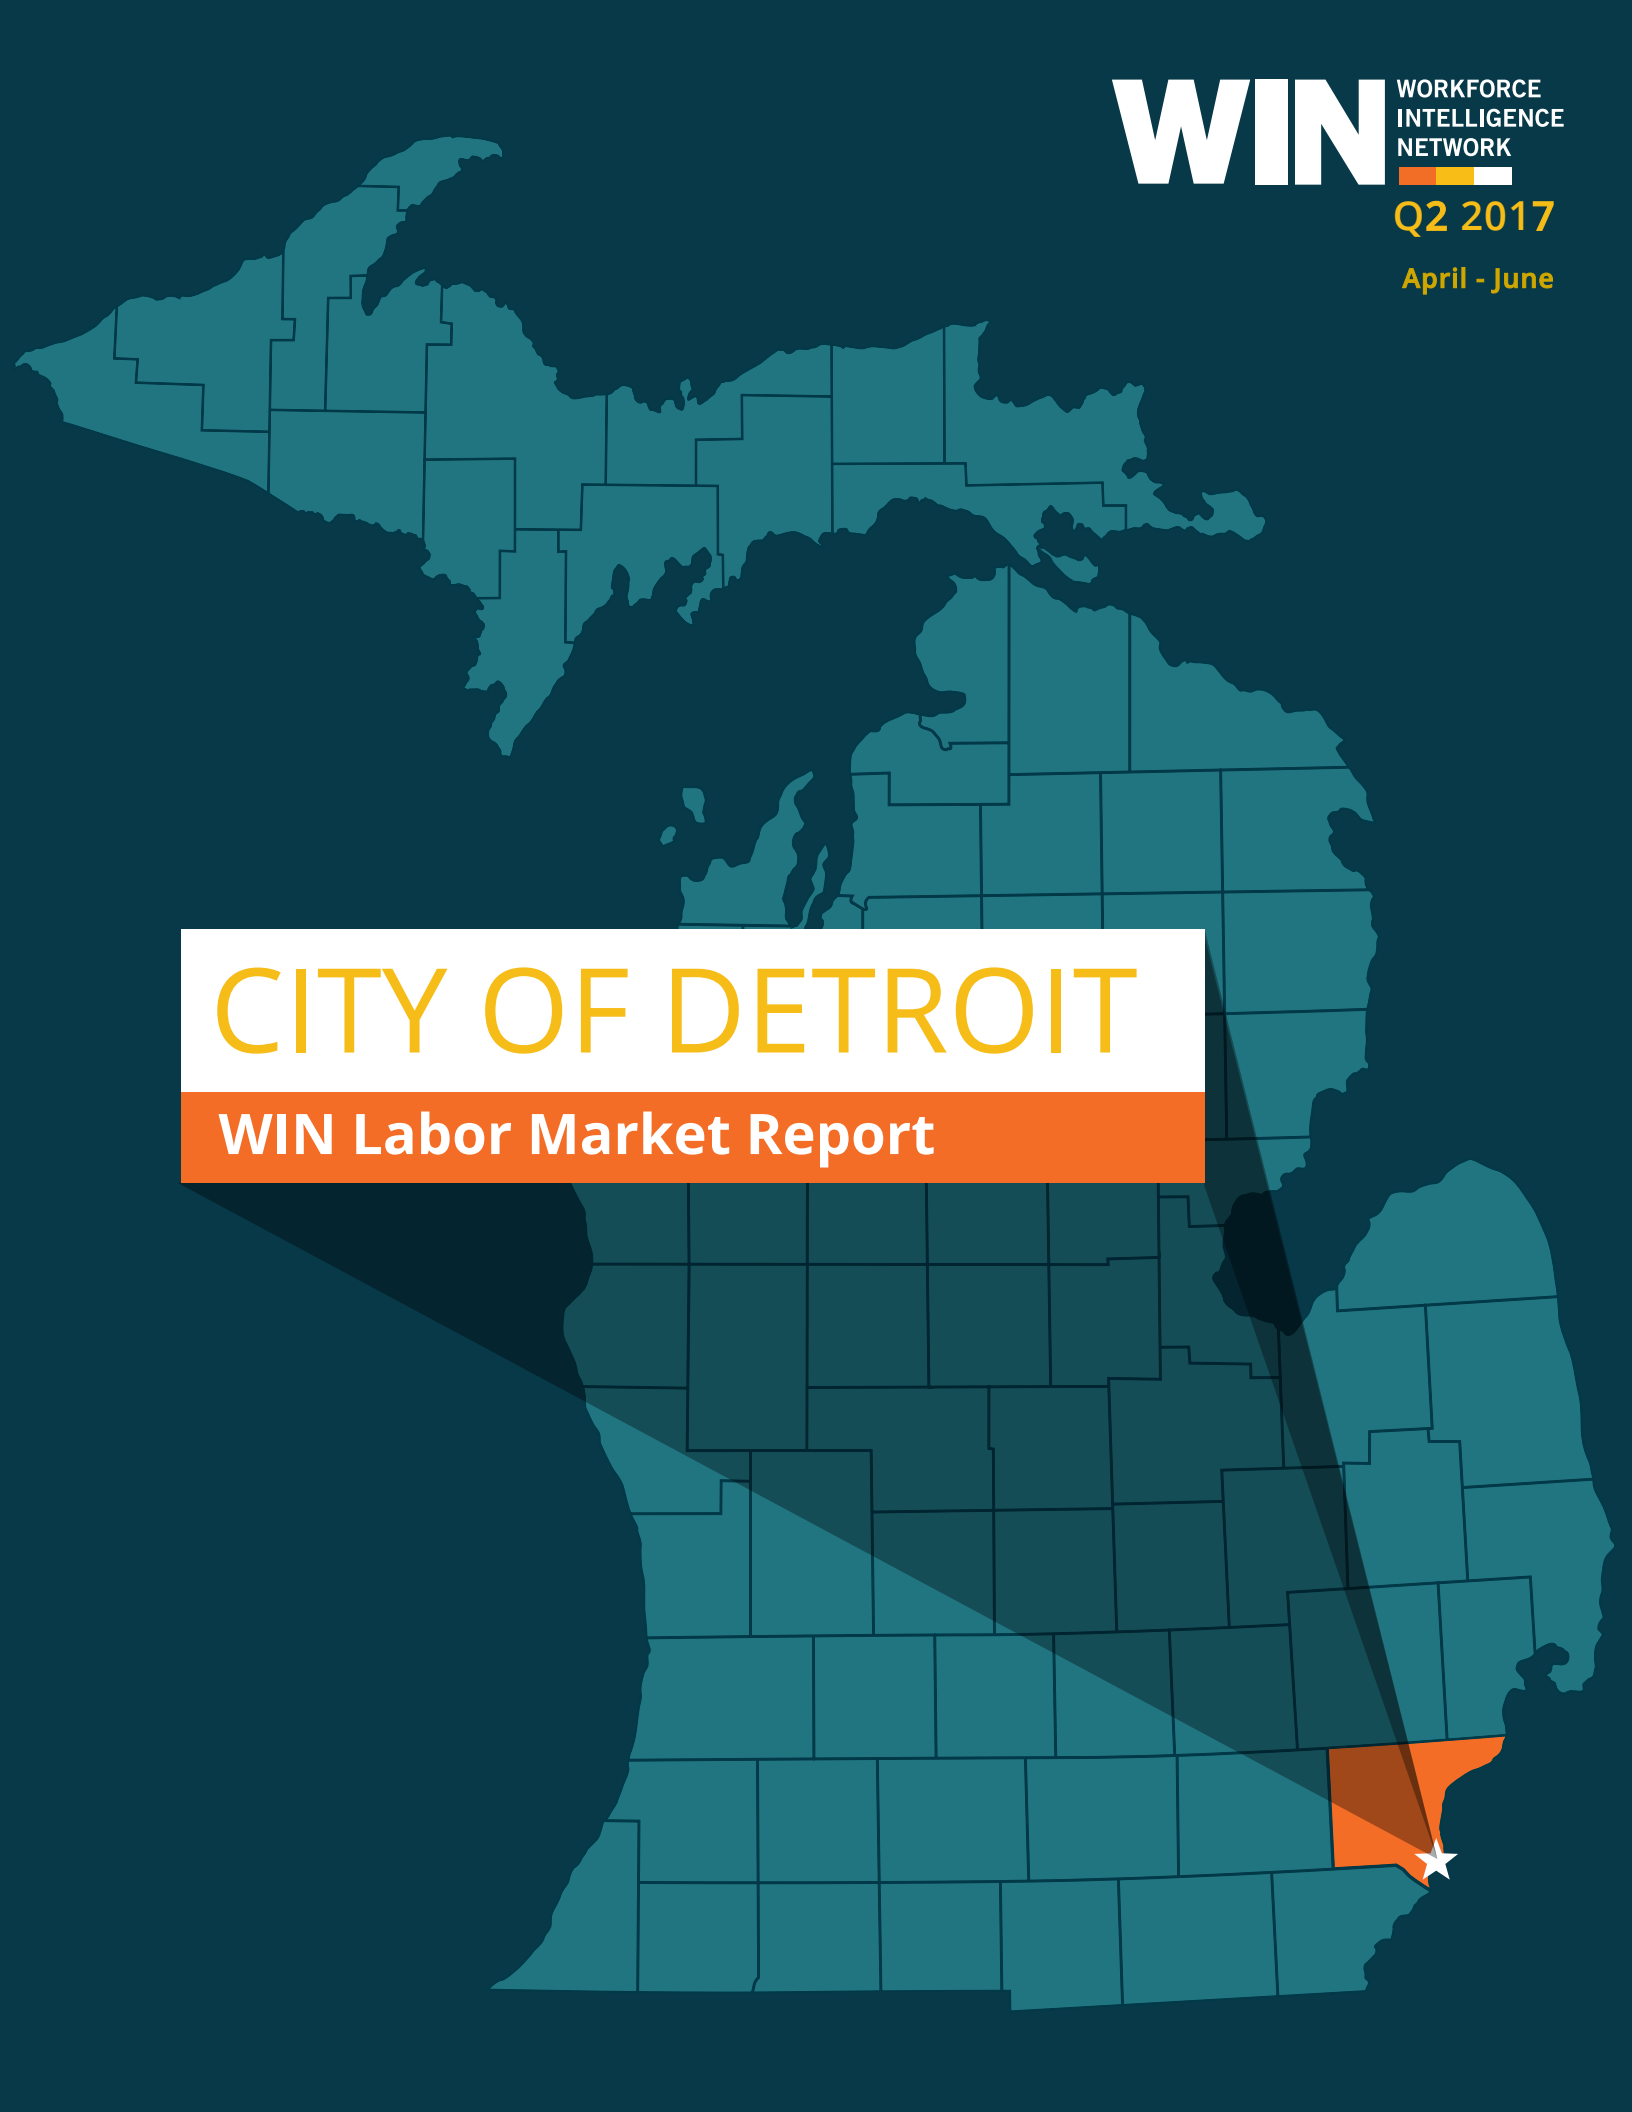 WIN
WORKFORCE
INTELLIGENCE
NETWORK
Q2 2017
April - June
CITY OF DETROIT
WIN Labor Market Report